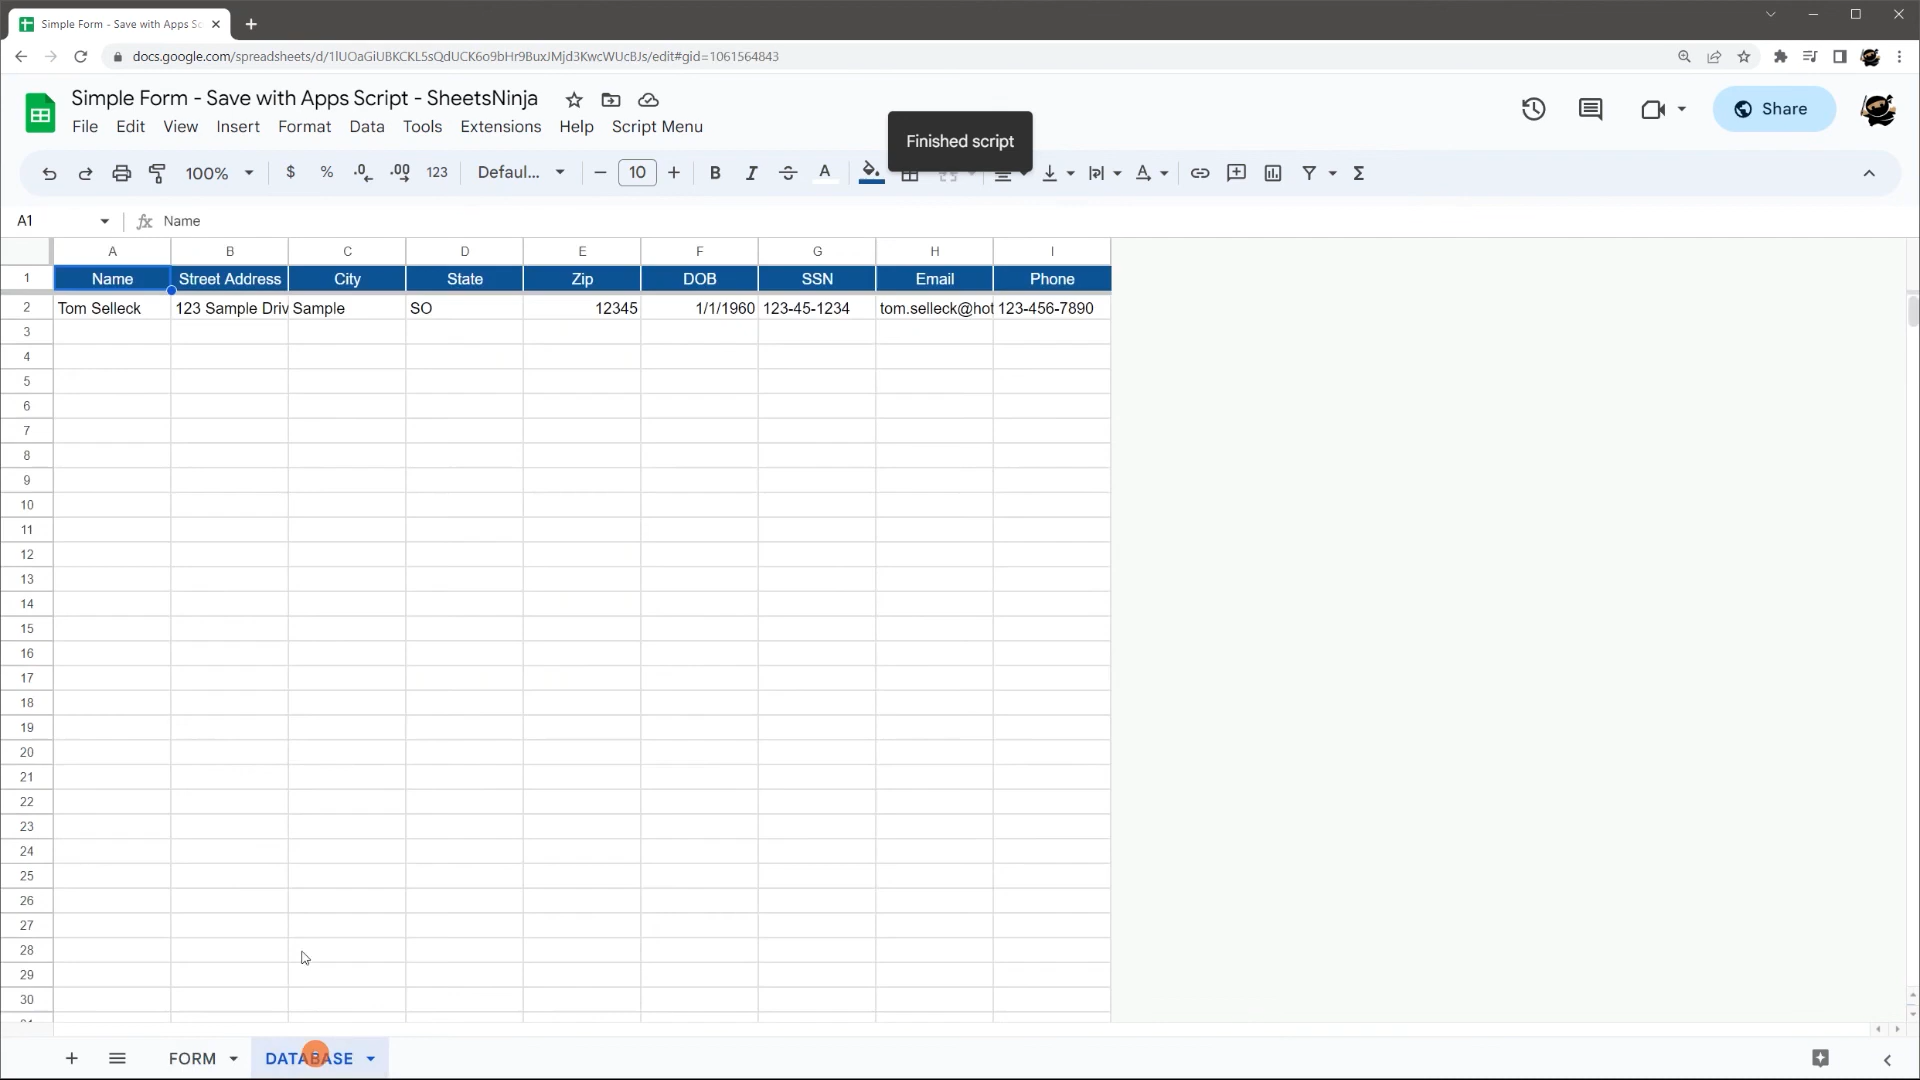 Simple Form - Save with Apps Sc
docs.google.com/spreadsheets/d/1lUOaGiUBKCKL5sQdUCK6o9bHr9BuxJMjd3KwcWUcBJs/edit#gid=1061564843
Simple Form - Save with Apps Script - SheetsNinja
File Edit View Insert Format Data Tools Extensions Help Script Menu
Finished script
Share
100% $ % .0 .00 123 Defaul... 10 B I A
A1 fx Name
A B C D E F G H I
1 Name Street Address City State Zip DOB SSN Email Phone
2 Tom Selleck 123 Sample Driv Sample SO 12345 1/1/1960 123-45-1234 tom.selleck@hot 123-456-7890
3
4
5
6
7
8
9
10
11
12
13
14
15
16
17
18
19
20
21
22
23
24
25
26
27
28
29
30
FORM DATABASE